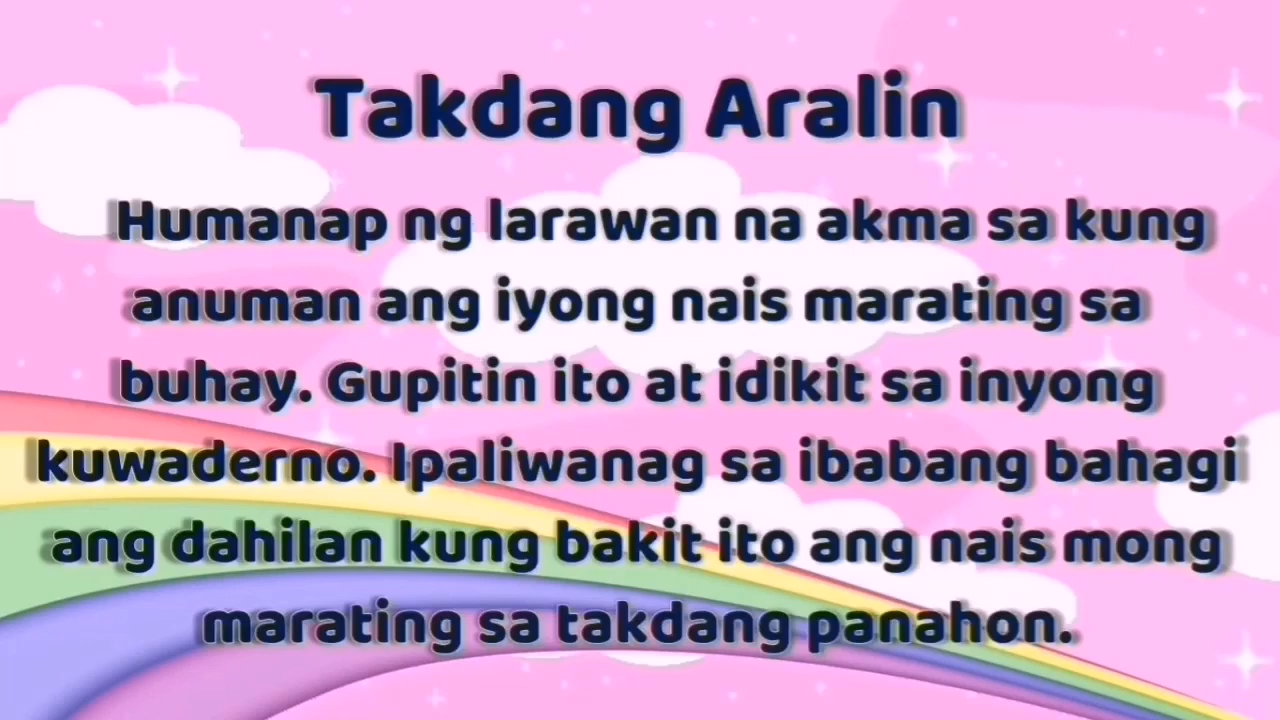 Takdang Aralin
Humanap ng larawan na akma sa kung
anuman ang iyong nais marating sa
buhay. Gupitin ito at idikit sa inyong
kuwaderno. Ipaliwanag sa ibabang bahagi
ang dahilan kung bakit ito ang nais mong
marating sa takdang panahon.